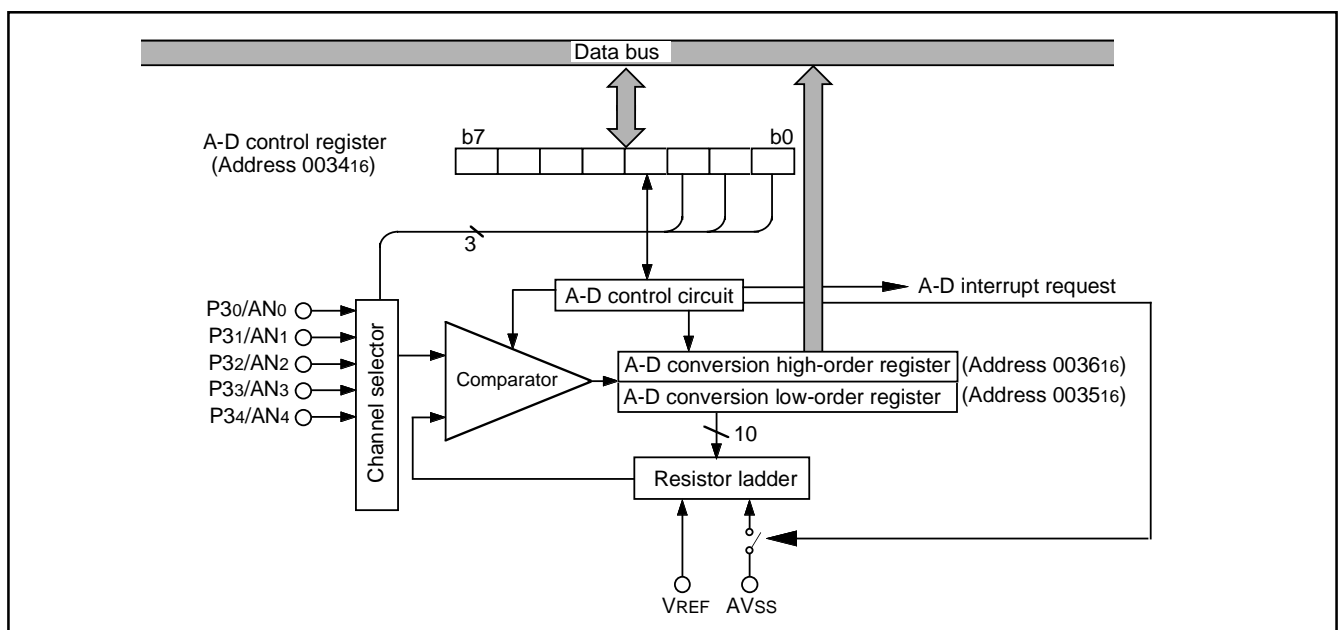 Data bus
A-D control register
(Address 003416)
b7 b0
3
A-D control circuit
A-D interrupt request
P30/AN0
P31/AN1
P32/AN2
P33/AN3
P34/AN4
Channel selector
Comparator
A-D conversion high-order register (Address 003616)
A-D conversion low-order register (Address 003516)
10
Resistor ladder
VREF AVSS